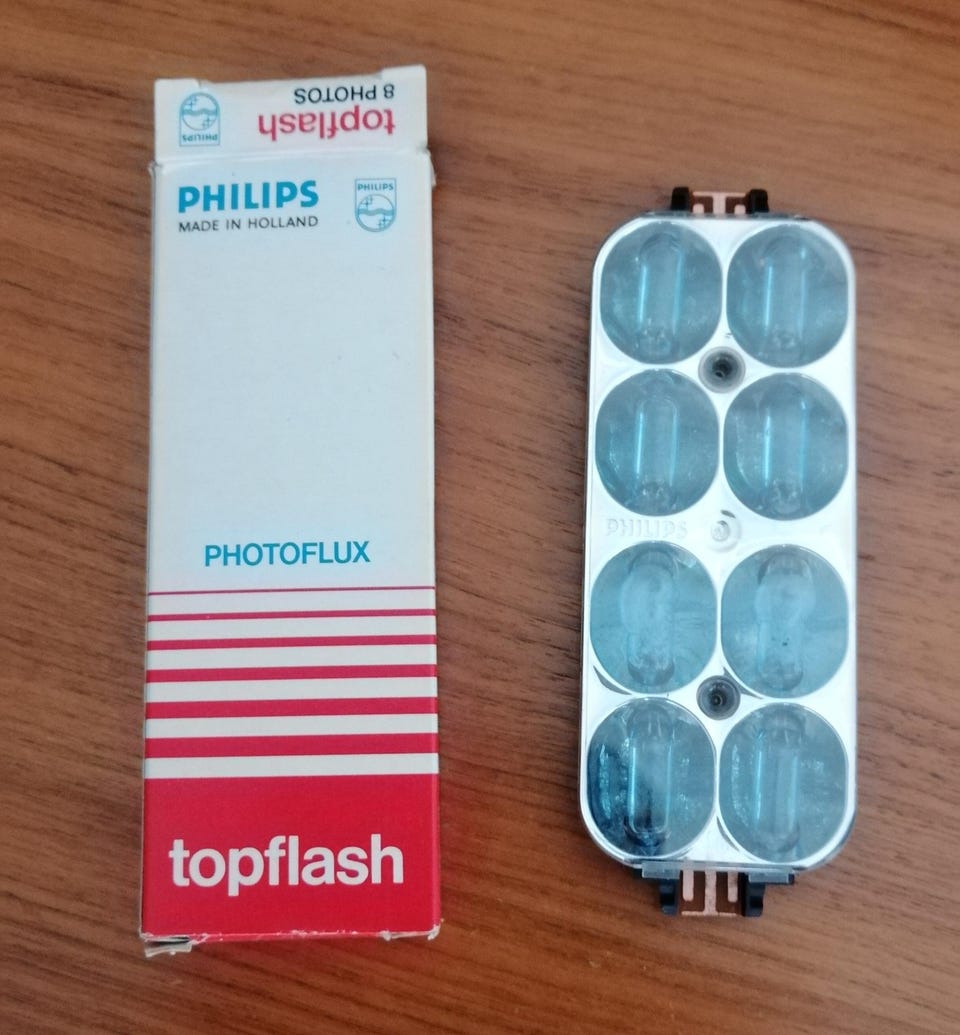 topflash
8 PHOTOS
PHILIPS
PHILIPS
MADE IN HOLLAND
PHILIPS
PHOTOFLUX
topflash
PHILIPS